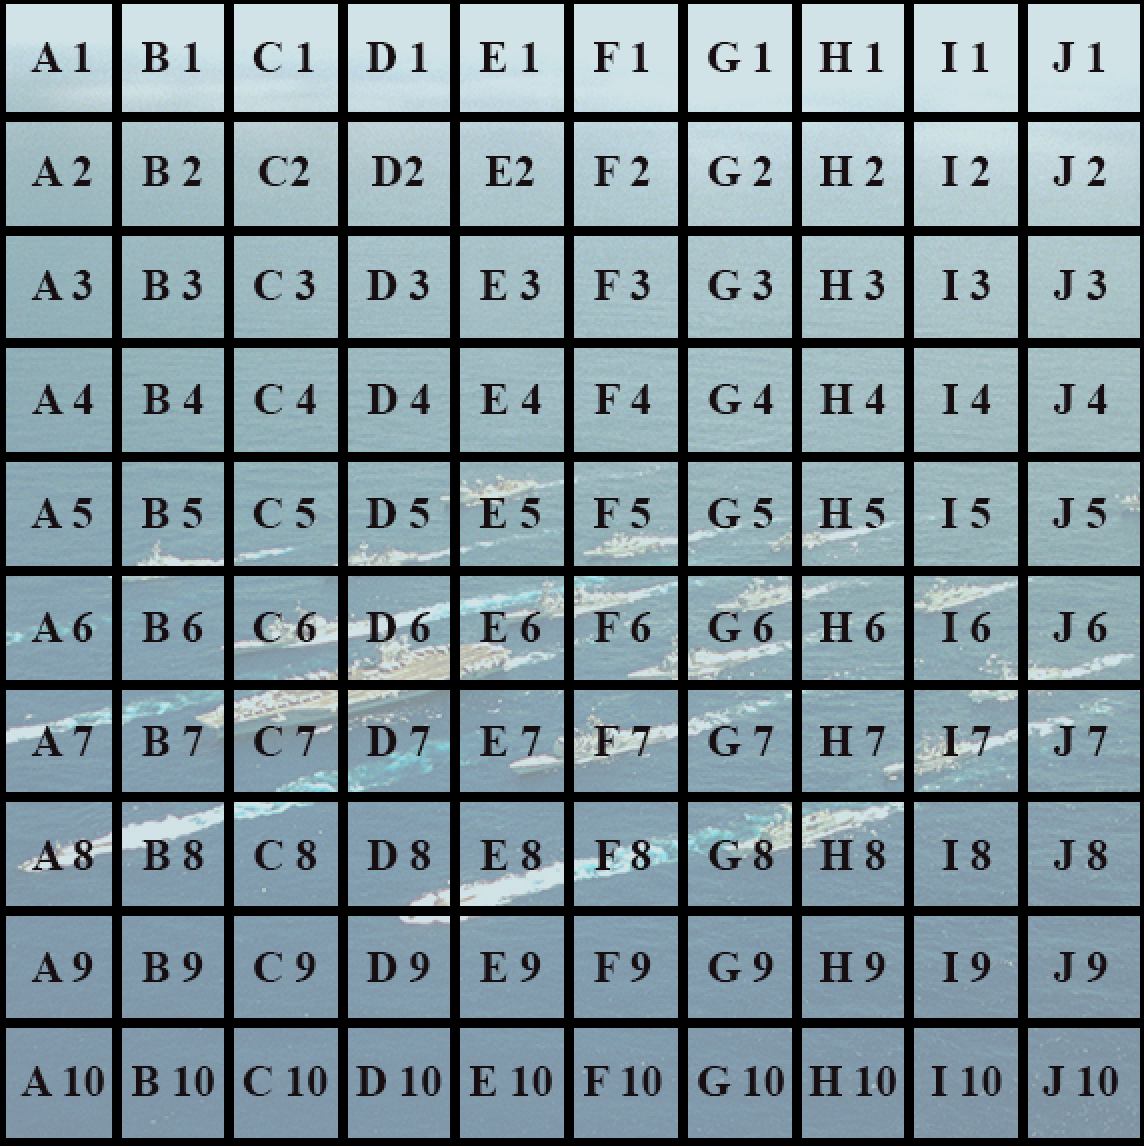 A 1 B 1 C 1 D 1 E 1 F 1 G 1 H 1 I 1 J 1
A 2 B 2 C2 D2 E2 F 2 G 2 H 2 I 2 J 2
A 3 B 3 C 3 D 3 E 3 F 3 G 3 H 3 I 3 J 3
A 4 B 4 C 4 D 4 E 4 F 4 G 4 H 4 I 4 J 4
A 5 B 5 C 5 D 5 E 5 F 5 G 5 H 5 I 5 J 5
A 6 B 6 C 6 D 6 E 6 F 6 G 6 H 6 I 6 J 6
A 7 B 7 C 7 D 7 E 7 F 7 G 7 H 7 I 7 J 7
A 8 B 8 C 8 D 8 E 8 F 8 G 8 H 8 I 8 J 8
A 9 B 9 C 9 D 9 E 9 F 9 G 9 H 9 I 9 J 9
A 10 B 10 C 10 D 10 E 10 F 10 G 10 H 10 I 10 J 10